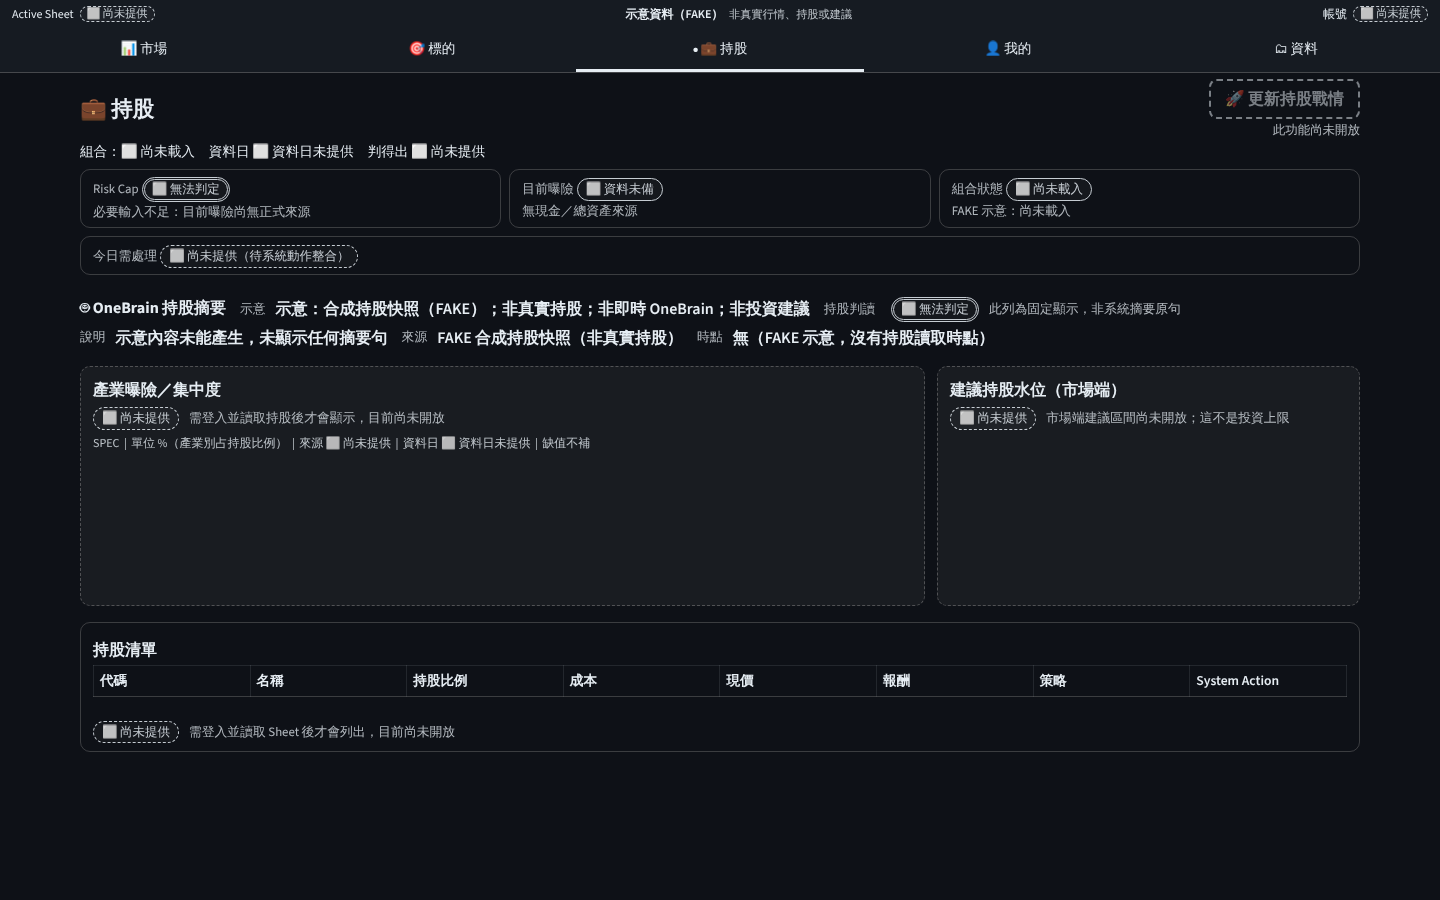 Active Sheet 尚未提供
示意資料（FAKE） 非真實行情、持股或建議
帳號 尚未提供
市場
標的
持股
我的
資料
持股
更新持股戰情
此功能尚未開放
組合：尚未載入 資料日 資料日未提供 判得出 尚未提供
Risk Cap 無法判定
必要輸入不足：目前曝險尚無正式來源
目前曝險 資料未備
無現金／總資產來源
組合狀態 尚未載入
FAKE 示意：尚未載入
今日需處理 尚未提供（待系統動作整合）
OneBrain 持股摘要 示意 示意：合成持股快照（FAKE）；非真實持股；非即時 OneBrain；非投資建議 持股判讀 無法判定 此列為固定顯示，非系統摘要原句
說明 示意內容未能產生，未顯示任何摘要句 來源 FAKE 合成持股快照（非真實持股） 時點 無（FAKE 示意，沒有持股讀取時點）
產業曝險／集中度
尚未提供 需登入並讀取持股後才會顯示，目前尚未開放
SPEC｜單位 %（產業別占持股比例）｜來源 尚未提供｜資料日 資料日未提供｜缺值不補
建議持股水位（市場端）
尚未提供 市場端建議區間尚未開放；這不是投資上限
持股清單
代碼 名稱 持股比例 成本 現價 報酬 策略 System Action
尚未提供 需登入並讀取 Sheet 後才會列出，目前尚未開放